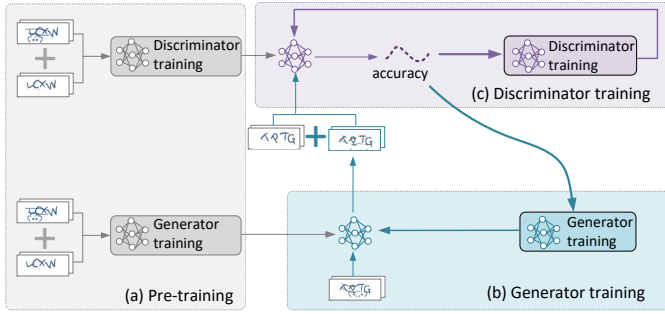 Discriminator
training
Discriminator
training
accuracy
(c) Discriminator training
Generator
training
Generator
training
(a) Pre-training
(b) Generator training